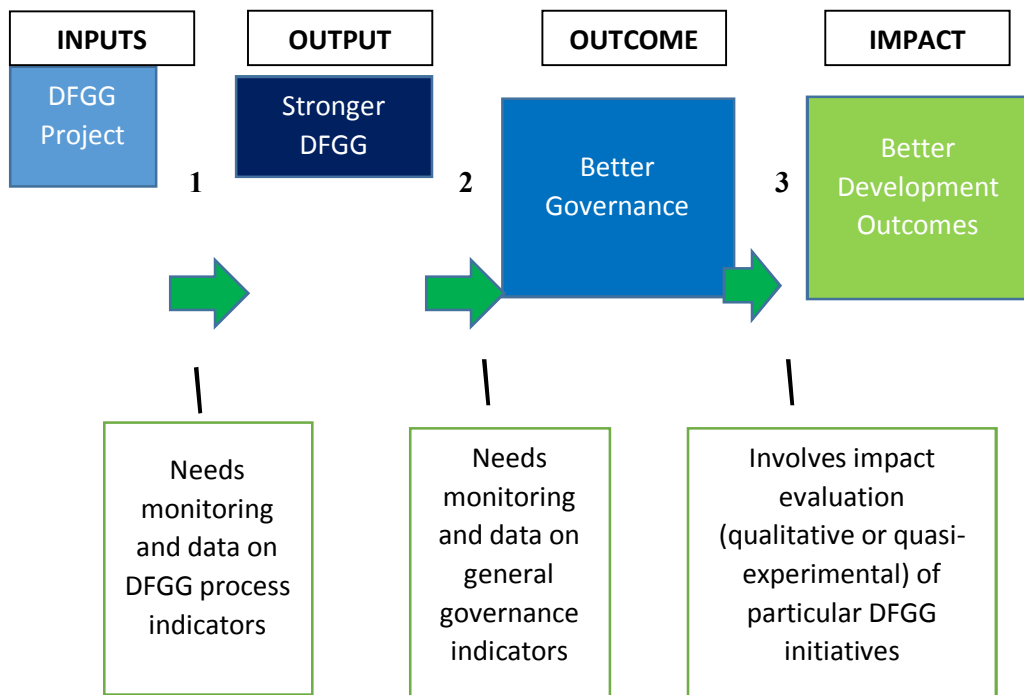 INPUTS
OUTPUT
OUTCOME
IMPACT
DFGG
Project
Stronger
DFGG
Better
Governance
Better
Development
Outcomes
1
2
3
Needs
monitoring
and data on
DFGG process
indicators
Needs
monitoring
and data on
general
governance
indicators
Involves impact
evaluation
(qualitative or quasi-
experimental) of
particular DFGG
initiatives